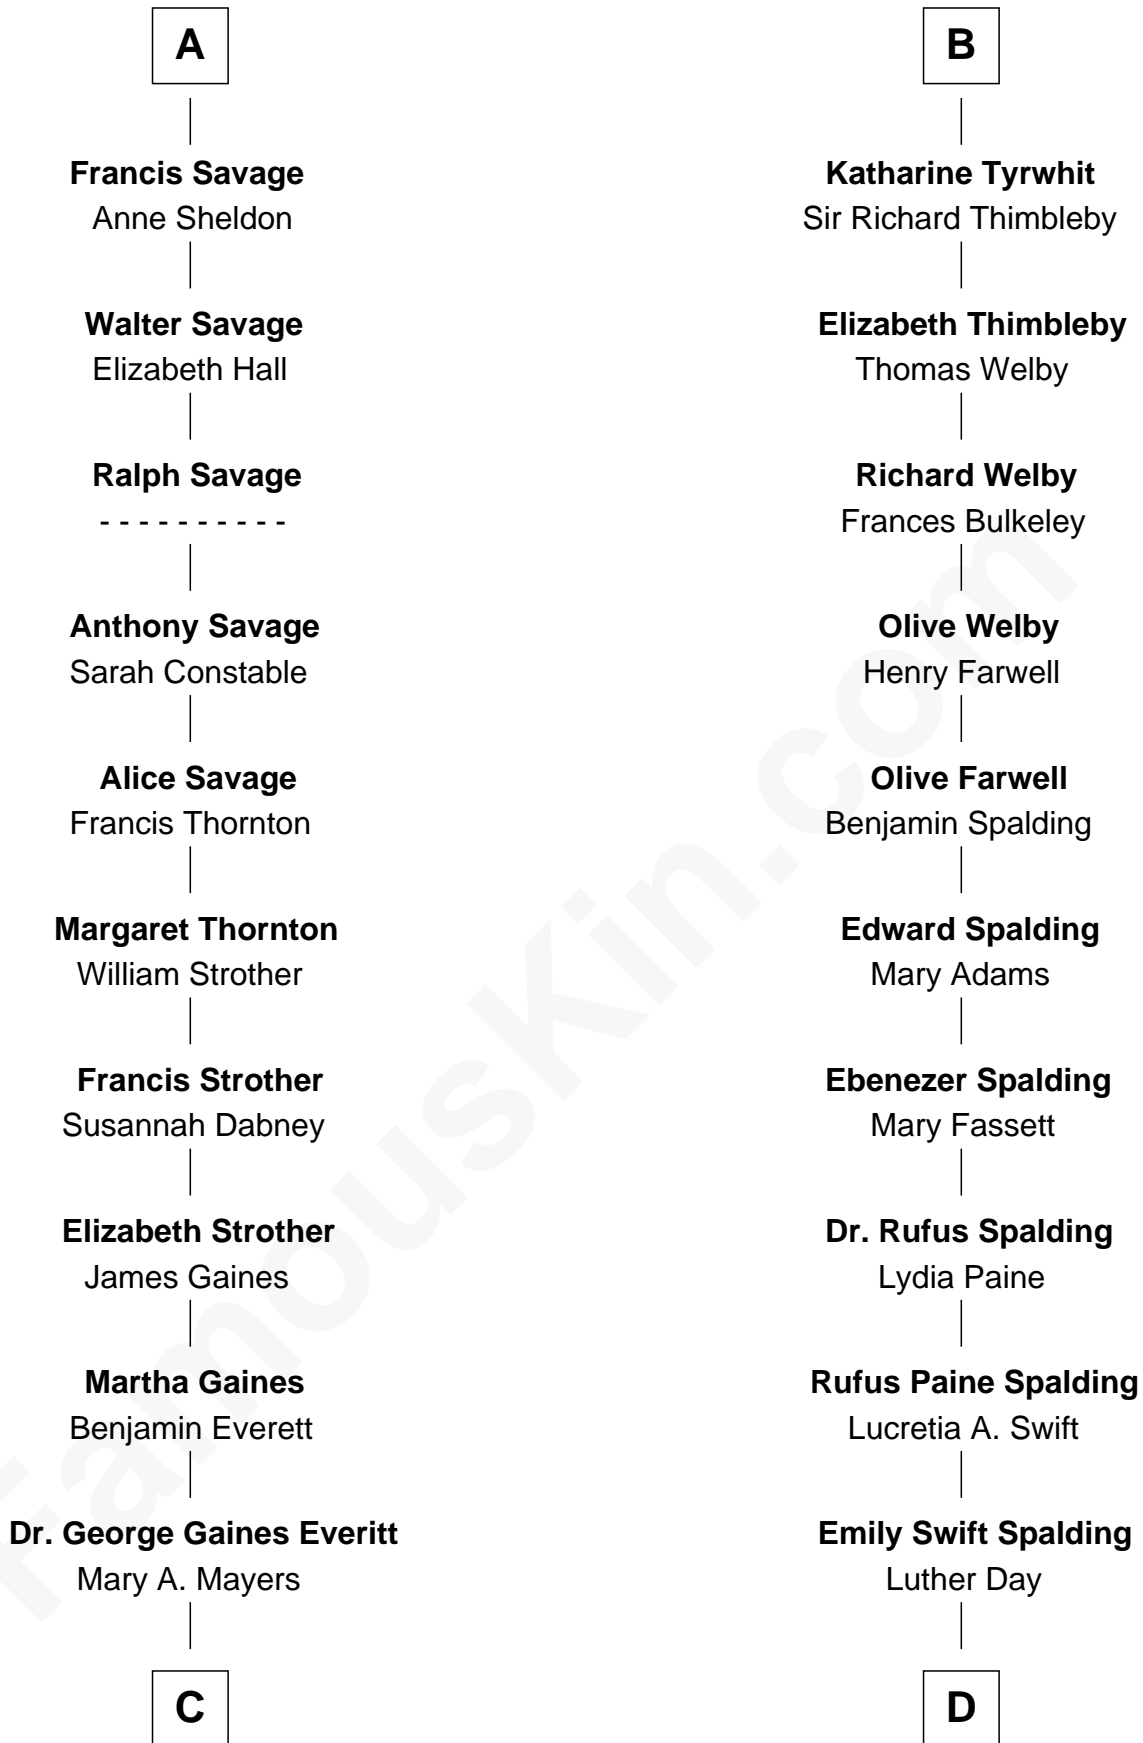 A
Francis Savage
Anne Sheldon
Walter Savage
Elizabeth Hall
Ralph Savage
- - - - - - - - - -
Anthony Savage
Sarah Constable
Alice Savage
Francis Thornton
Margaret Thornton
William Strother
Francis Strother
Susannah Dabney
Elizabeth Strother
James Gaines
Martha Gaines
Benjamin Everett
Dr. George Gaines Everitt
Mary A. Mayers
C
B
Katharine Tyrwhit
Sir Richard Thimbleby
Elizabeth Thimbleby
Thomas Welby
Richard Welby
Frances Bulkeley
Olive Welby
Henry Farwell
Olive Farwell
Benjamin Spalding
Edward Spalding
Mary Adams
Ebenezer Spalding
Mary Fassett
Dr. Rufus Spalding
Lydia Paine
Rufus Paine Spalding
Lucretia A. Swift
Emily Swift Spalding
Luther Day
D
FamousKin.com